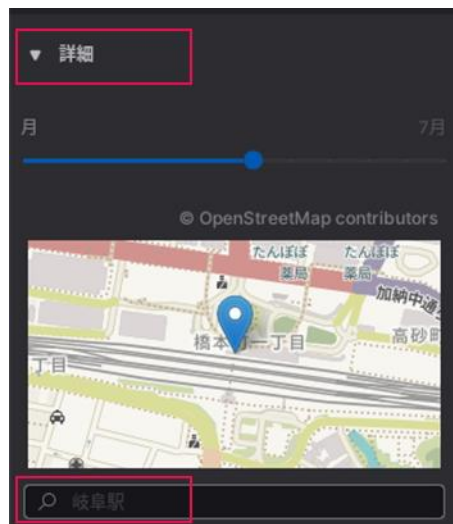 ▼ 詳細
月 7月
© OpenStreetMap contributors
たんぽぽ たんぽぽ
薬局 薬局
加納中通
橋本町一丁目 高砂町
丁目
岐阜駅